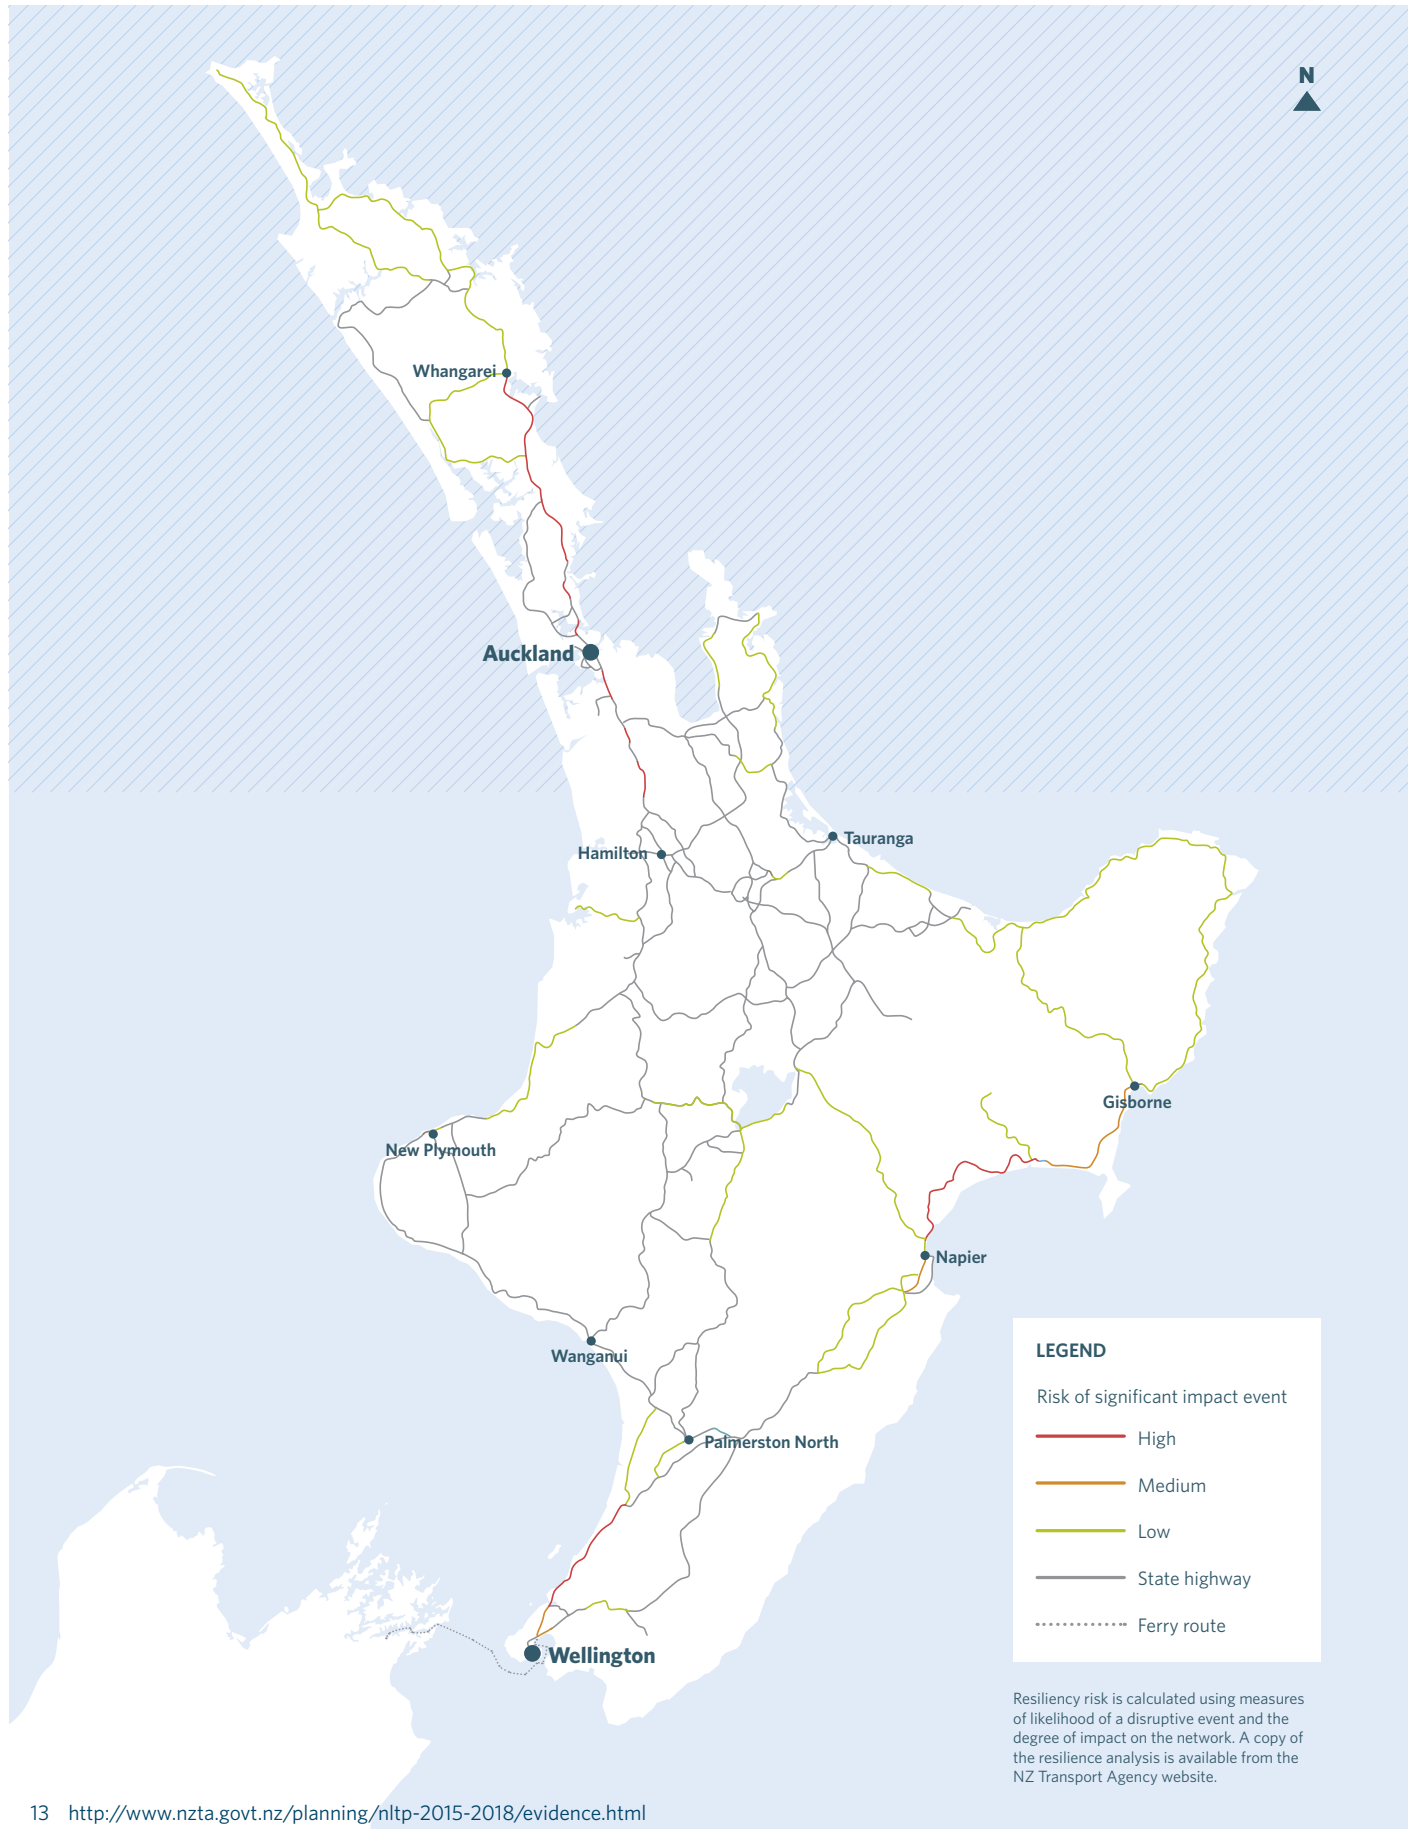 N
Whangarei
Auckland
Tauranga
Hamilton
Gisborne
New Plymouth
Napier
Wanganui
Palmerston North
Wellington
LEGEND
Risk of significant impact event
High
Medium
Low
State highway
Ferry route
Resiliency risk is calculated using measures
of likelihood of a disruptive event and the
degree of impact on the network. A copy of
the resilience analysis is available from the
NZ Transport Agency website.
13 http://www.nzta.govt.nz/planning/nltp-2015-2018/evidence.html